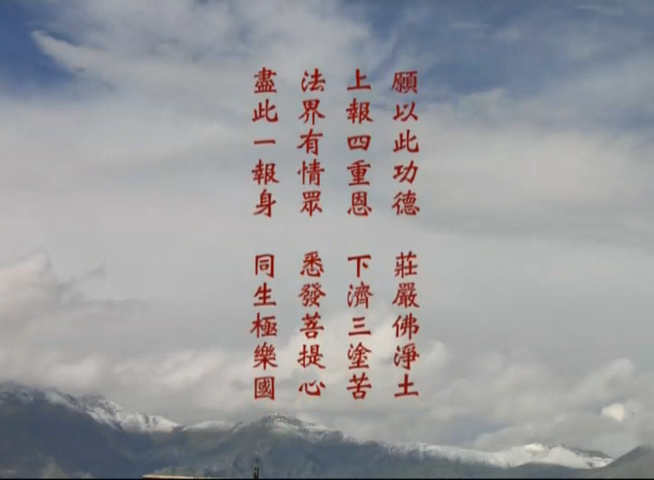 願以此功德 莊嚴佛淨土
上報四重恩 下濟三塗苦
法界有情眾 悉發菩提心
盡此一報身 同生極樂國